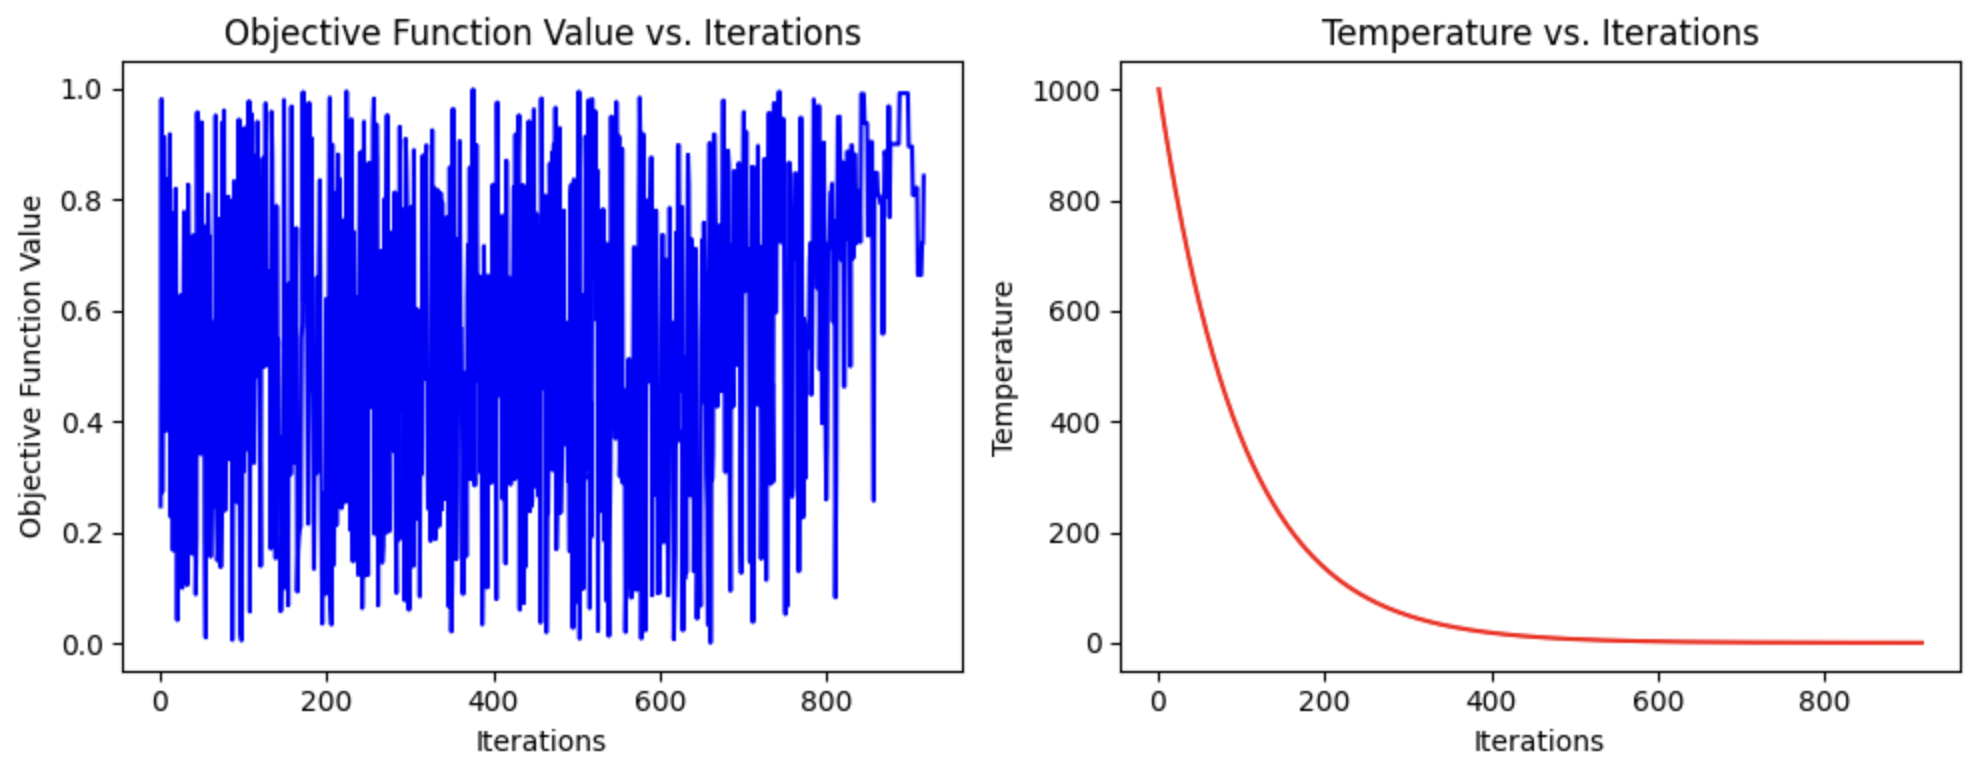 Objective Function Value vs. Iterations
1.0
0.8
0.6
0.4
0.2
0.0
Objective Function Value
0 200 400 600 800
Iterations
Temperature vs. Iterations
1000
800
600
400
200
0
Temperature
0 200 400 600 800
Iterations